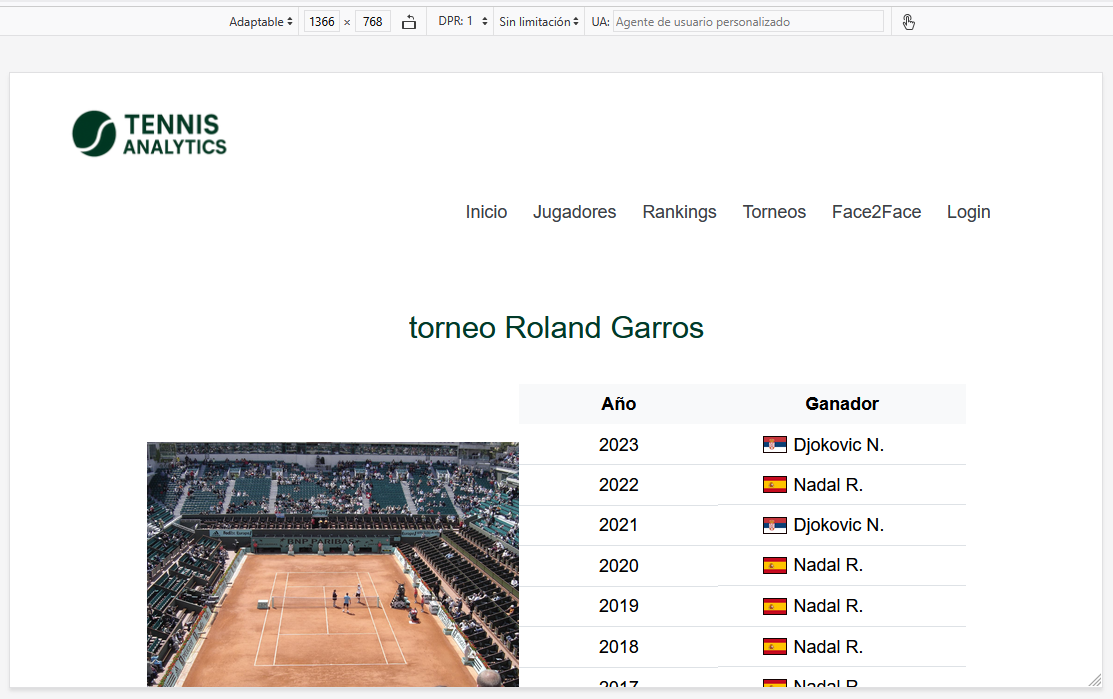 Adaptable 1366 × 768 DPR: 1 Sin limitación UA: Agente de usuario personalizado
TENNIS
ANALYTICS
Inicio Jugadores Rankings Torneos Face2Face Login
torneo Roland Garros
Año Ganador
2023 Djokovic N.
2022 Nadal R.
2021 Djokovic N.
2020 Nadal R.
2019 Nadal R.
2018 Nadal R.
2017 Nadal R.
BNP PARIBAS